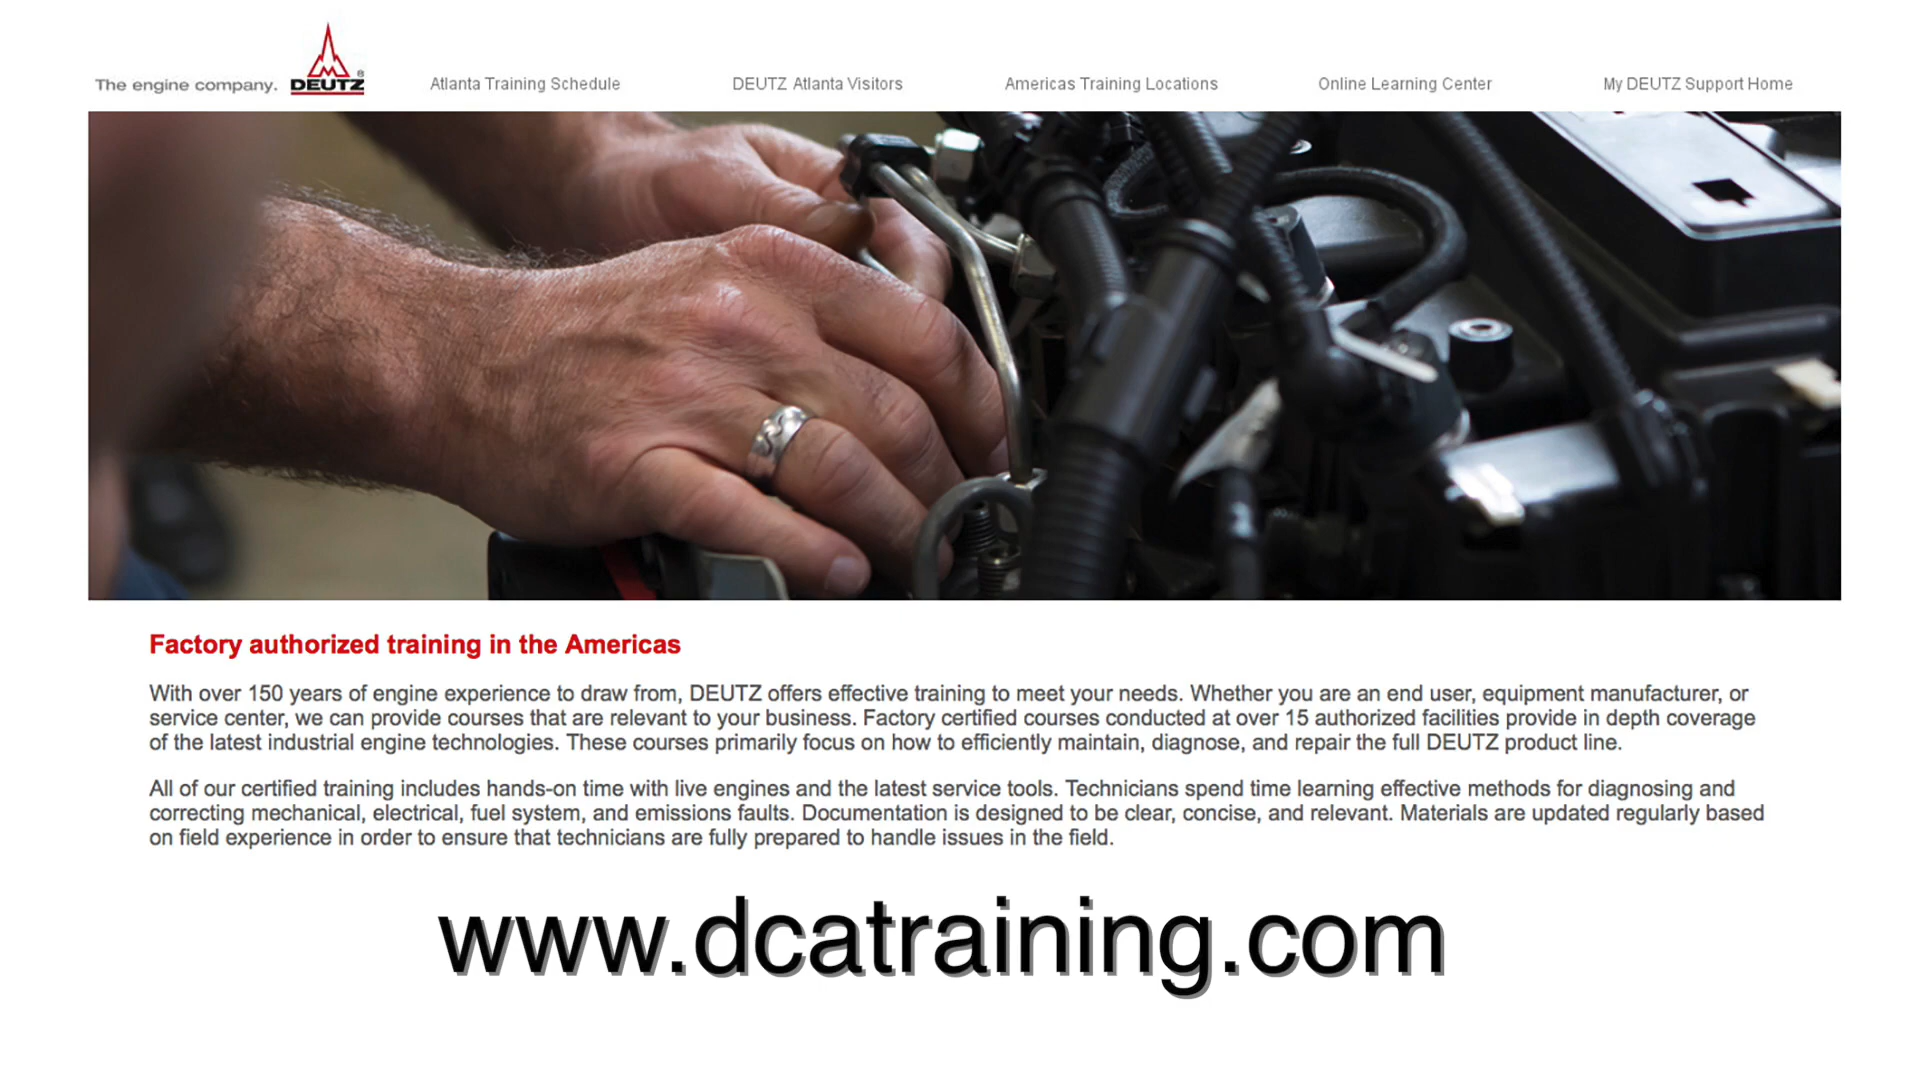 The engine company. DEUTZ® Atlanta Training Schedule DEUTZ Atlanta Visitors Americas Training Locations Online Learning Center My DEUTZ Support Home
Factory authorized training in the Americas
With over 150 years of engine experience to draw from, DEUTZ offers effective training to meet your needs. Whether you are an end user, equipment manufacturer, or
service center, we can provide courses that are relevant to your business. Factory certified courses conducted at over 15 authorized facilities provide in depth coverage
of the latest industrial engine technologies. These courses primarily focus on how to efficiently maintain, diagnose, and repair the full DEUTZ product line.
All of our certified training includes hands-on time with live engines and the latest service tools. Technicians spend time learning effective methods for diagnosing and
correcting mechanical, electrical, fuel system, and emissions faults. Documentation is designed to be clear, concise, and relevant. Materials are updated regularly based
on field experience in order to ensure that technicians are fully prepared to handle issues in the field.
www.dcatraining.com